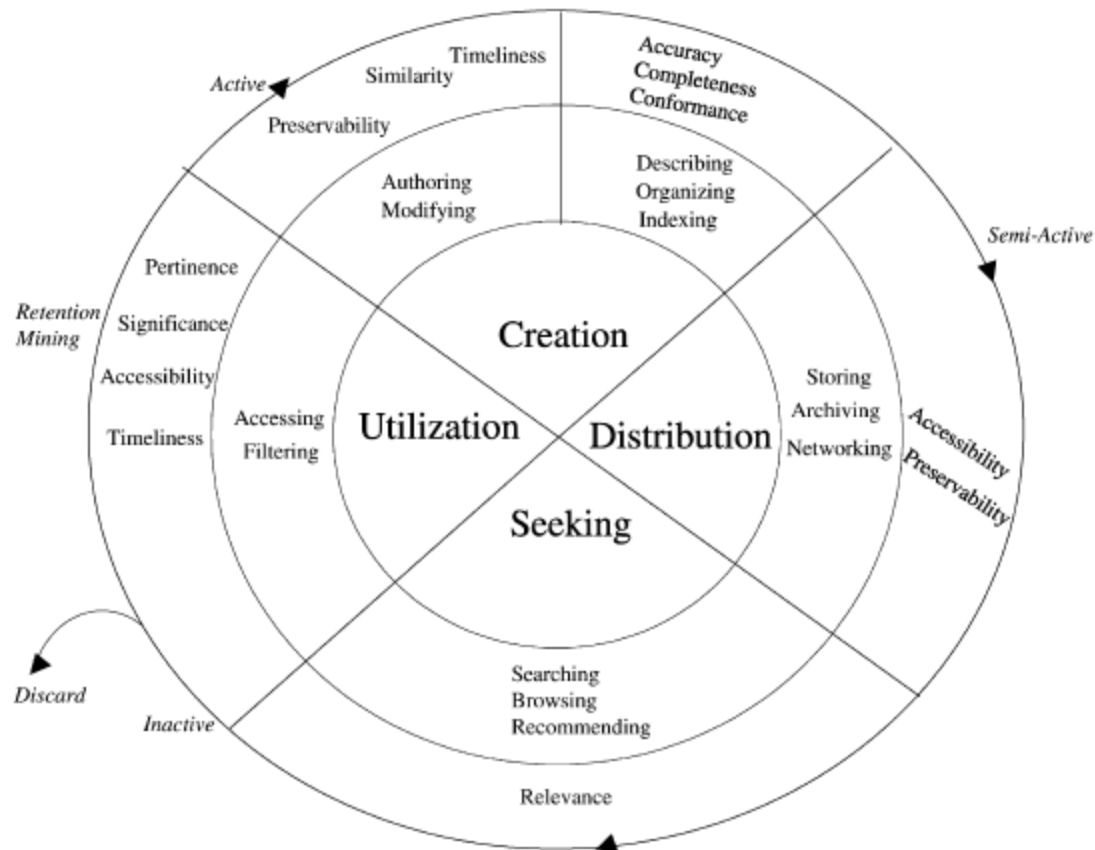 Timeliness
Similarity
Active
Preservability
Accuracy
Completeness
Conformance
Authoring
Modifying
Describing
Organizing
Indexing
Semi-Active
Pertinence
Retention
Mining
Significance
Accessibility
Timeliness
Accessing
Filtering
Creation
Utilization
Distribution
Seeking
Storing
Archiving
Networking
Accessibility
Preservability
Discard
Inactive
Searching
Browsing
Recommending
Relevance